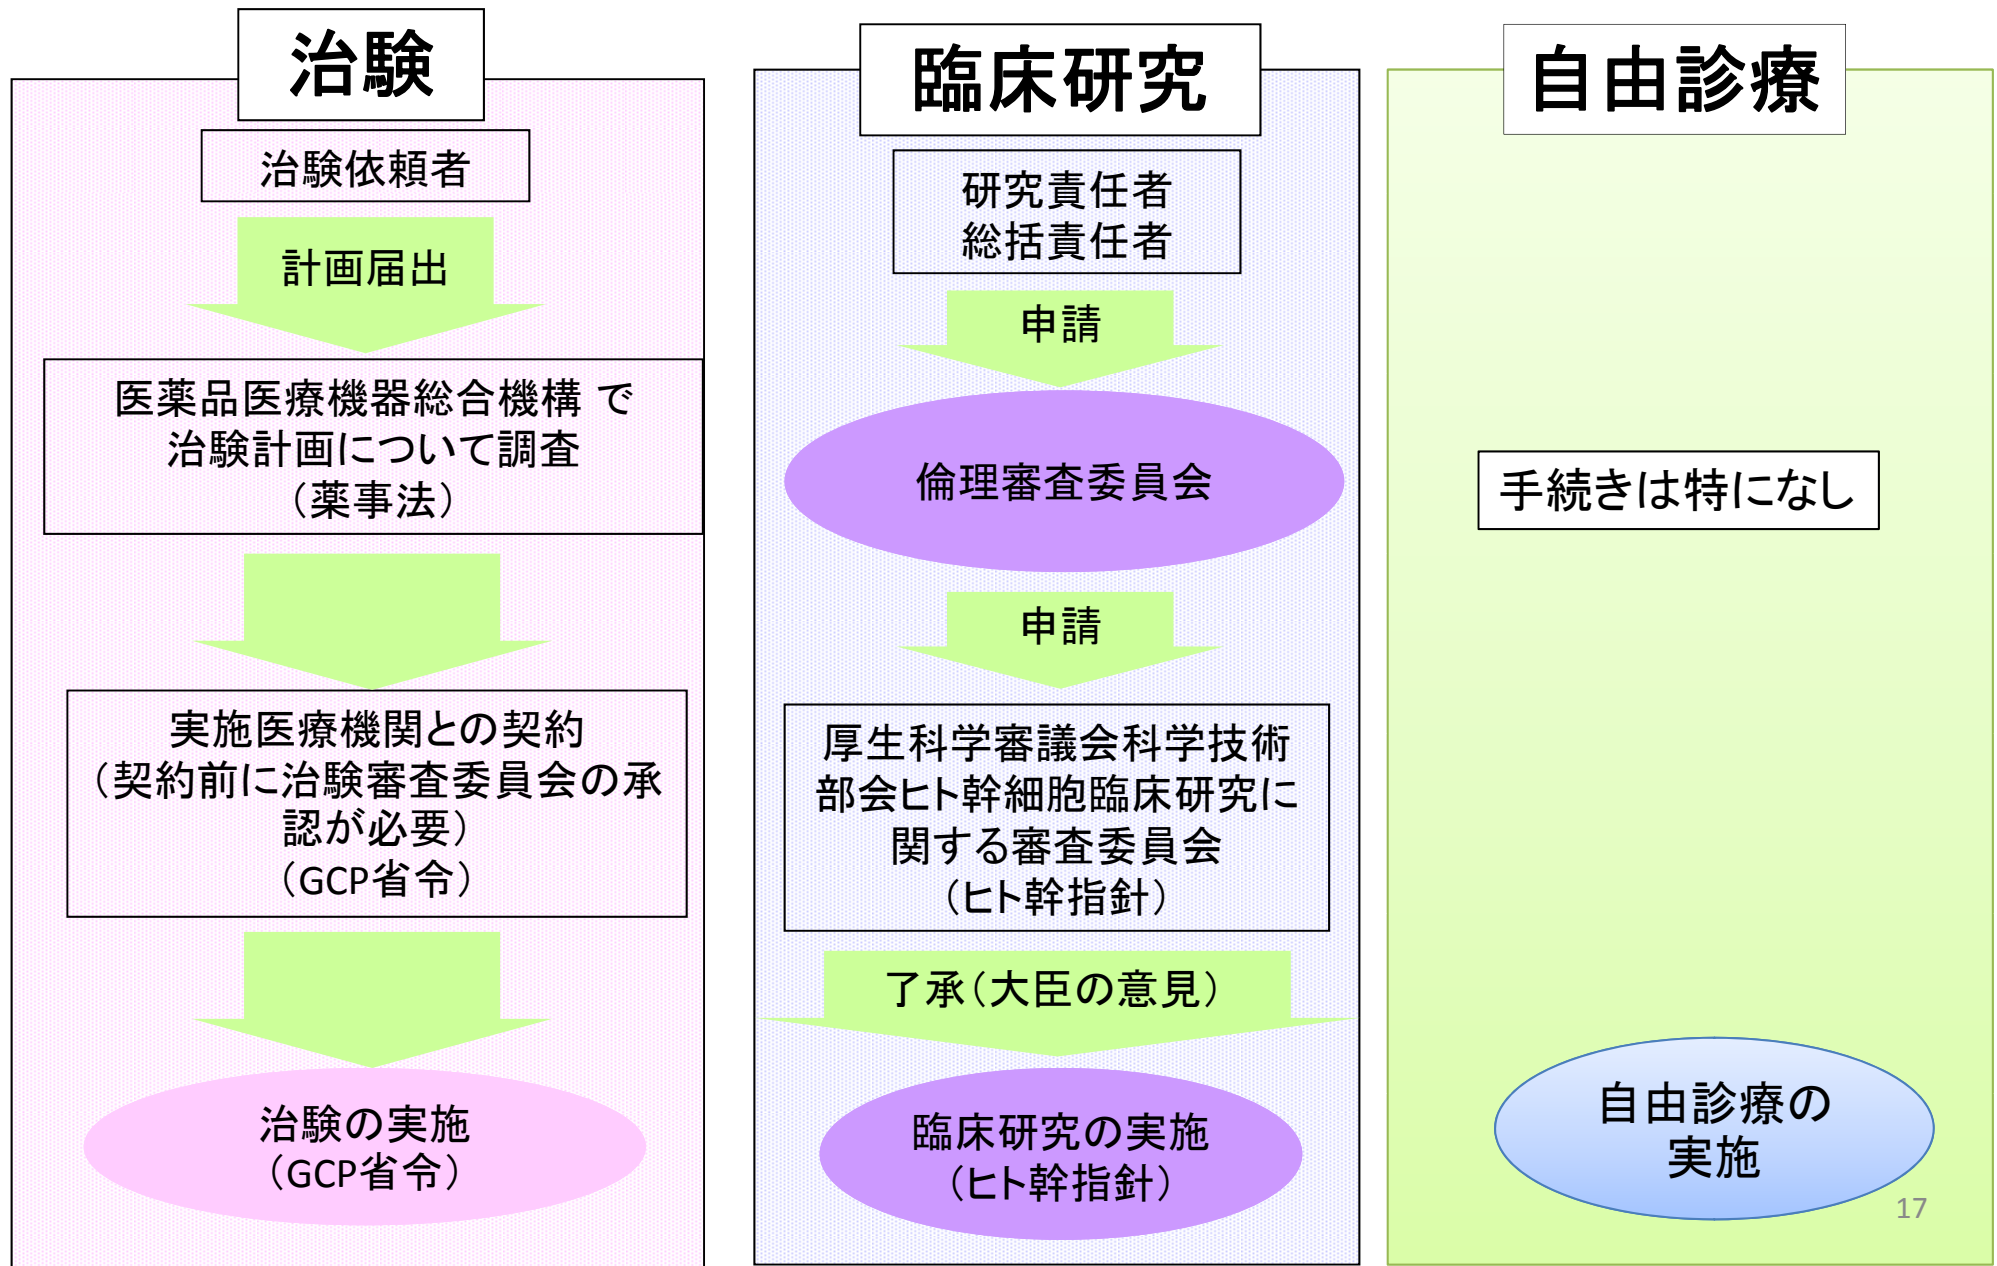 治験
治験依頼者
計画届出
医薬品医療機器総合機構 で
治験計画について調査
（薬事法）
実施医療機関との契約
（契約前に治験審査委員会の承
認が必要）
（GCP省令）
治験の実施
（GCP省令）
臨床研究
研究責任者
総括責任者
申請
倫理審査委員会
申請
厚生科学審議会科学技術
部会ヒト幹細胞臨床研究に
関する審査委員会
（ヒト幹指針）
了承（大臣の意見）
臨床研究の実施
（ヒト幹指針）
自由診療
手続きは特になし
自由診療の
実施
17